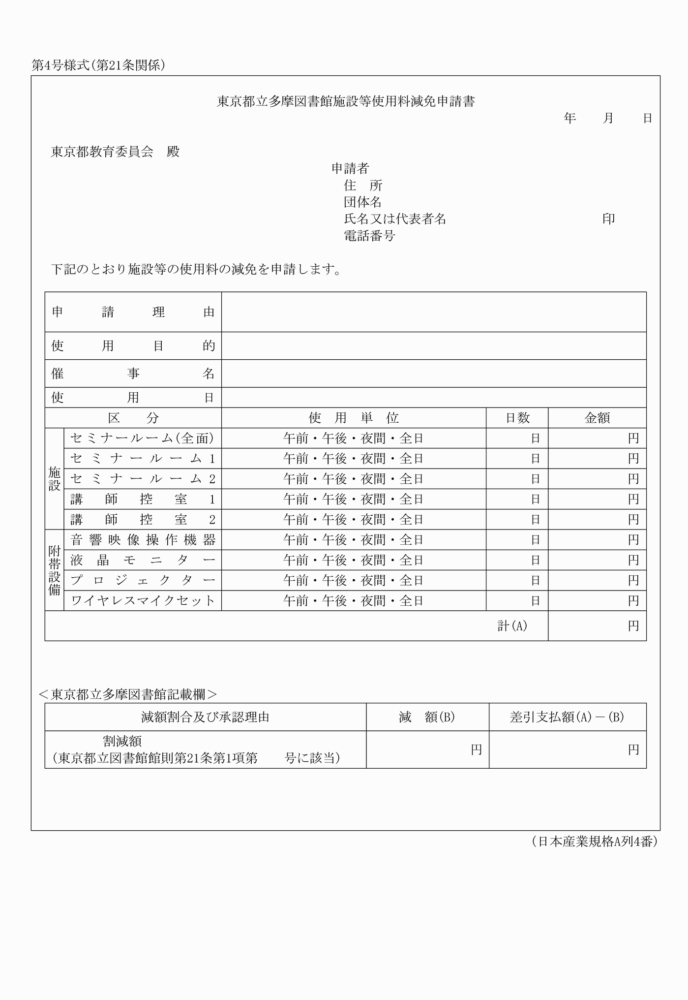 第4号様式(第21条関係)
東京都立多摩図書館施設等使用料減免申請書
年　　月　　日
東京都教育委員会　殿
申請者
住　所
団体名
氏名又は代表者名　　　　　　　　　　　　印
電話番号
下記のとおり施設等の使用料の減免を申請します。
申請理由
使用目的
催事名
使用日
区　　分　使　用　単　位　日数　金額
施設
セミナールーム(全面)　午前・午後・夜間・全日　日　円
セミナールーム1　午前・午後・夜間・全日　日　円
セミナールーム2　午前・午後・夜間・全日　日　円
講師控室1　午前・午後・夜間・全日　日　円
講師控室2　午前・午後・夜間・全日　日　円
附帯設備
音響映像操作機器　午前・午後・夜間・全日　日　円
液晶モニター　午前・午後・夜間・全日　日　円
プロジェクター　午前・午後・夜間・全日　日　円
ワイヤレスマイクセット　午前・午後・夜間・全日　日　円
計(A)　円
＜東京都立多摩図書館記載欄＞
減額割合及び承認理由　減　額(B)　差引支払額(A)－(B)
割減額
(東京都立図書館館則第21条第1項第　　号に該当)　円　円
(日本産業規格A列4番)